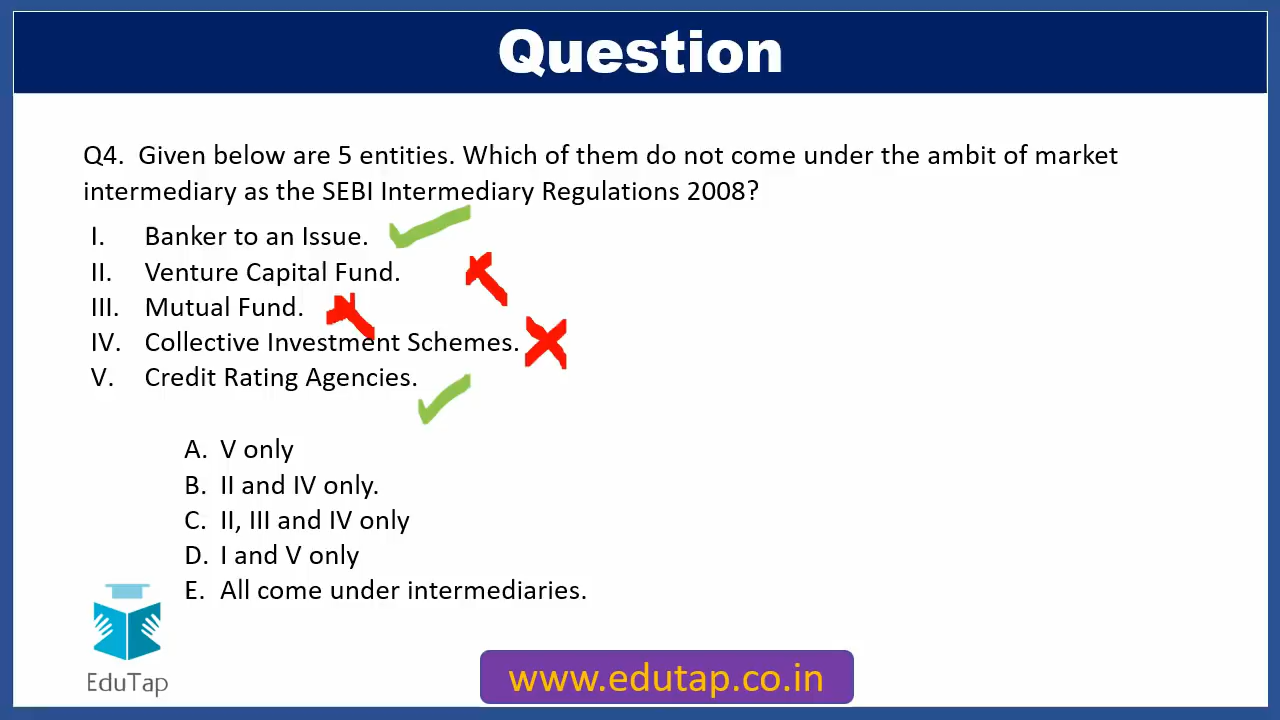 Question
Q4. Given below are 5 entities. Which of them do not come under the ambit of market
intermediary as the SEBI Intermediary Regulations 2008?
I. Banker to an Issue.
II. Venture Capital Fund.
III. Mutual Fund.
IV. Collective Investment Schemes.
V. Credit Rating Agencies.
A. V only
B. II and IV only.
C. II, III and IV only
D. I and V only
E. All come under intermediaries.
EduTap
www.edutap.co.in